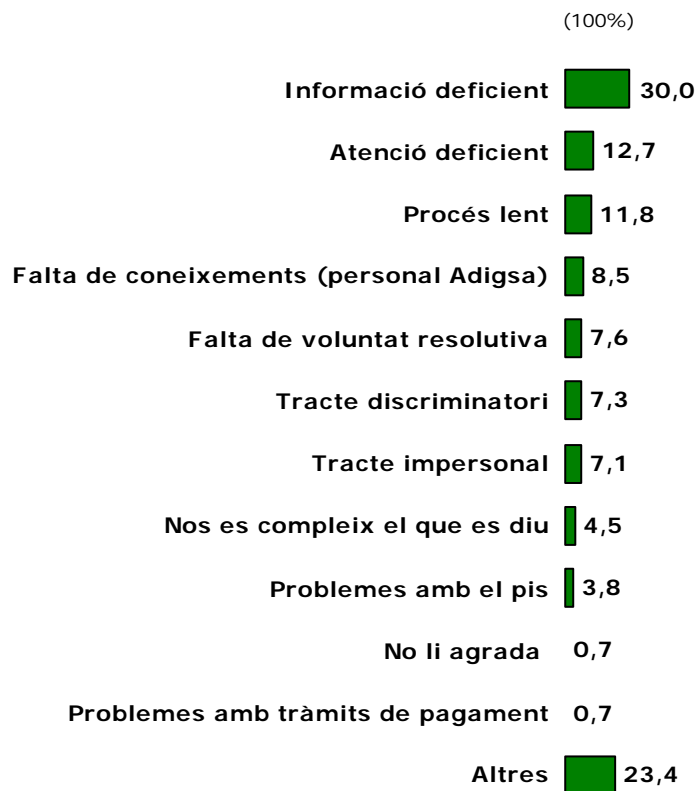 (100%)
Informació deficient 30,0
Atenció deficient 12,7
Procés lent 11,8
Falta de coneixements (personal Adigsa) 8,5
Falta de voluntat resolutiva 7,6
Tracte discriminatori 7,3
Tracte impersonal 7,1
Nos es compleix el que es diu 4,5
Problemes amb el pis 3,8
No li agrada 0,7
Problemes amb tràmits de pagament 0,7
Altres 23,4